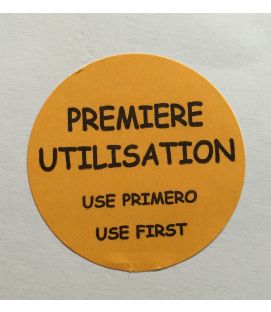 PREMIERE
UTILISATION
USE PRIMERO
USE FIRST